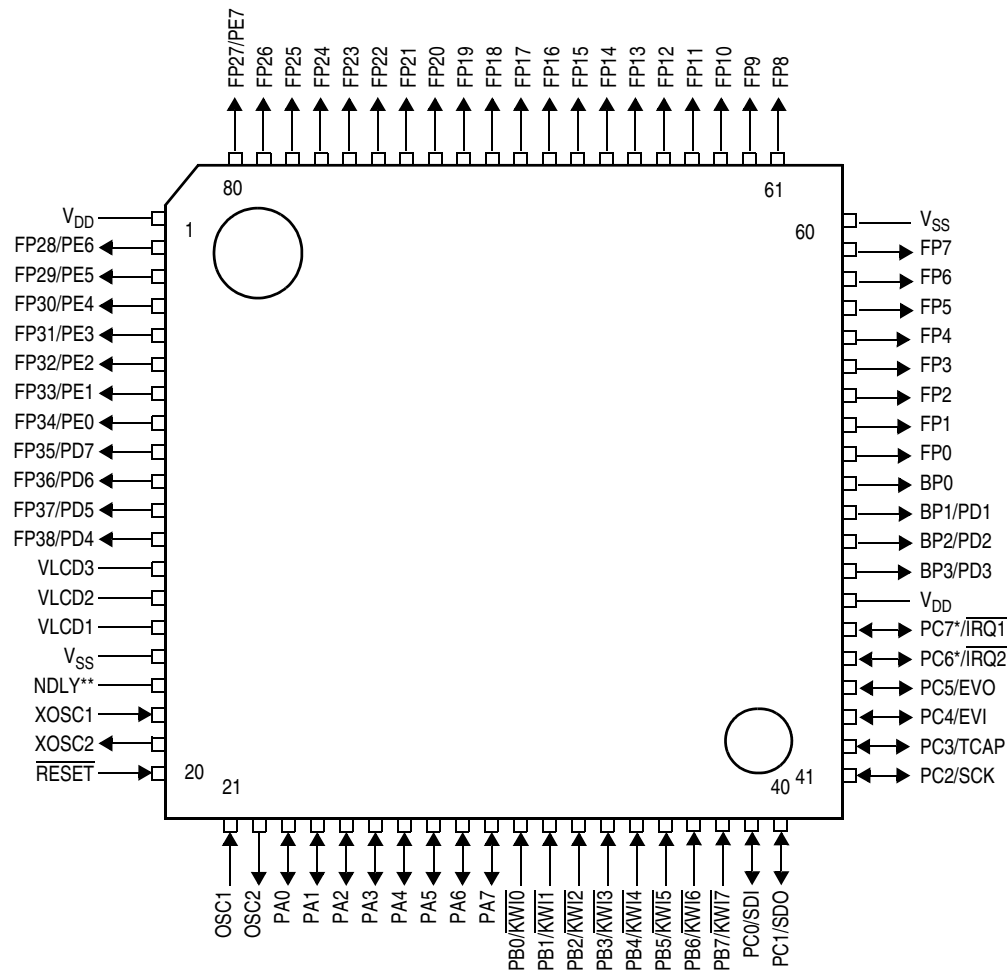 FP27/PE7
FP26
FP25
FP24
FP23
FP22
FP21
FP20
FP19
FP18
FP17
FP16
FP15
FP14
FP13
FP12
FP11
FP10
FP9
FP8
80
61
1
60
VDD
FP28/PE6
FP29/PE5
FP30/PE4
FP31/PE3
FP32/PE2
FP33/PE1
FP34/PE0
FP35/PD7
FP36/PD6
FP37/PD5
FP38/PD4
VLCD3
VLCD2
VLCD1
VSS
NDLY**
XOSC1
XOSC2
RESET
VSS
FP7
FP6
FP5
FP4
FP3
FP2
FP1
FP0
BP0
BP1/PD1
BP2/PD2
BP3/PD3
VDD
PC7*/IRQ1
PC6*/IRQ2
PC5/EVO
PC4/EVI
PC3/TCAP
PC2/SCK
20
21
40
41
OSC1
OSC2
PA0
PA1
PA2
PA3
PA4
PA5
PA6
PA7
PB0/KWI0
PB1/KWI1
PB2/KWI2
PB3/KWI3
PB4/KWI4
PB5/KWI5
PB6/KWI6
PB7/KWI7
PC0/SDI
PC1/SDO